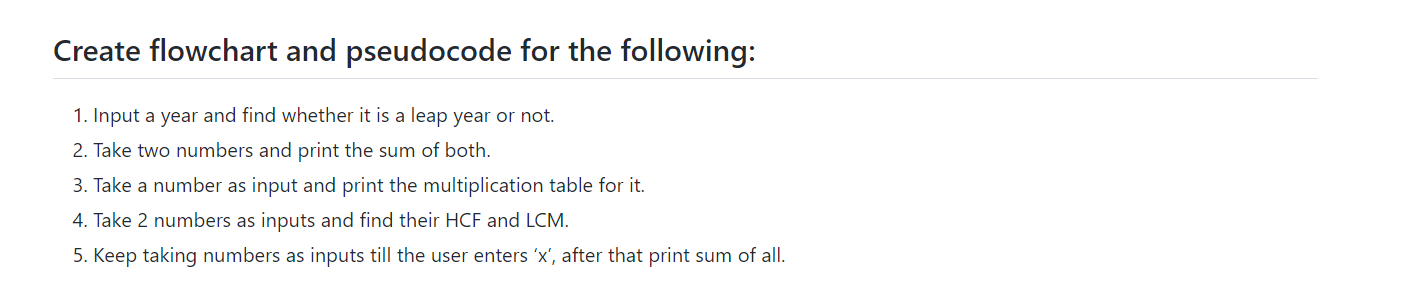 Create flowchart and pseudocode for the following:
1. Input a year and find whether it is a leap year or not.
2. Take two numbers and print the sum of both.
3. Take a number as input and print the multiplication table for it.
4. Take 2 numbers as inputs and find their HCF and LCM.
5. Keep taking numbers as inputs till the user enters ‘x’, after that print sum of all.